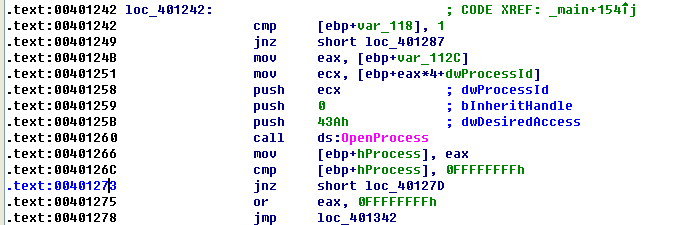 .text:00401242 loc_401242: ; CODE XREF: _main+154↑j
.text:00401242 cmp [ebp+var_118], 1
.text:00401249 jnz short loc_401287
.text:0040124B mov eax, [ebp+var_112C]
.text:00401251 mov ecx, [ebp+eax*4+dwProcessId]
.text:00401258 push ecx ; dwProcessId
.text:00401259 push 0 ; bInheritHandle
.text:0040125B push 43Ah ; dwDesiredAccess
.text:00401260 call ds:OpenProcess
.text:00401266 mov [ebp+hProcess], eax
.text:0040126C cmp [ebp+hProcess], 0FFFFFFFFh
.text:00401273 jnz short loc_40127D
.text:00401275 or eax, 0FFFFFFFFh
.text:00401278 jmp loc_401342